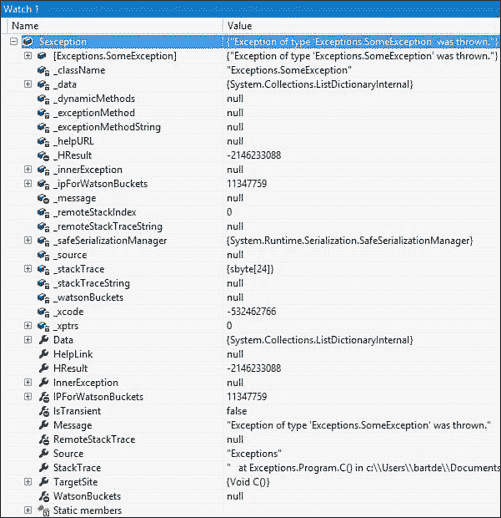 Watch 1
Name Value
$exception {"Exception of type 'Exceptions.SomeException' was thrown."}
[Exceptions.SomeException] {"Exception of type 'Exceptions.SomeException' was thrown."}
_className "Exceptions.SomeException"
_data {System.Collections.ListDictionaryInternal}
_dynamicMethods null
_exceptionMethod null
_exceptionMethodString null
_helpURL null
_HResult -2146233088
_innerException null
_ipForWatsonBuckets 11347759
_message null
_remoteStackIndex 0
_remoteStackTraceString null
_safeSerializationManager {System.Runtime.Serialization.SafeSerializationManager}
_source null
_stackTrace {sbyte[24]}
_stackTraceString null
_watsonBuckets null
_xcode -532462766
_xptrs 0
Data {System.Collections.ListDictionaryInternal}
HelpLink null
HResult -2146233088
InnerException null
IPForWatsonBuckets 11347759
IsTransient false
Message "Exception of type 'Exceptions.SomeException' was thrown."
RemoteStackTrace null
Source "Exceptions"
StackTrace "   at Exceptions.Program.C() in c:\\Users\\bartde\\Documents
TargetSite {Void C()}
WatsonBuckets null
Static members